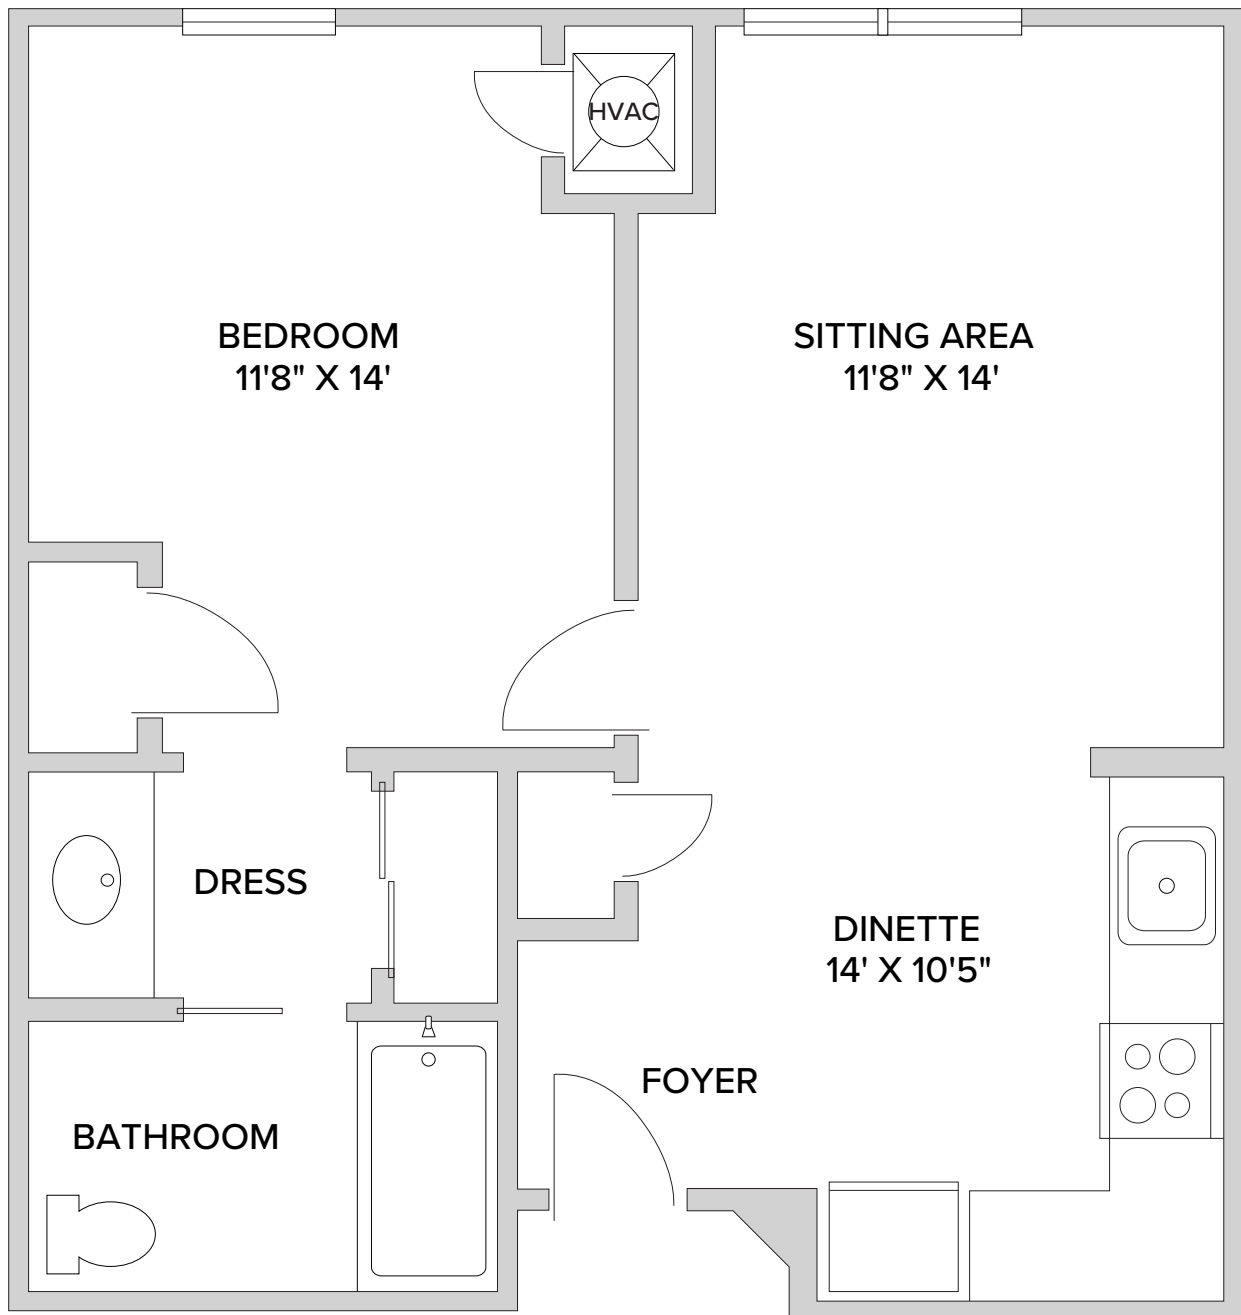 HVAC
BEDROOM
11'8" X 14'
SITTING AREA
11'8" X 14'
DRESS
DINETTE
14' X 10'5"
FOYER
BATHROOM